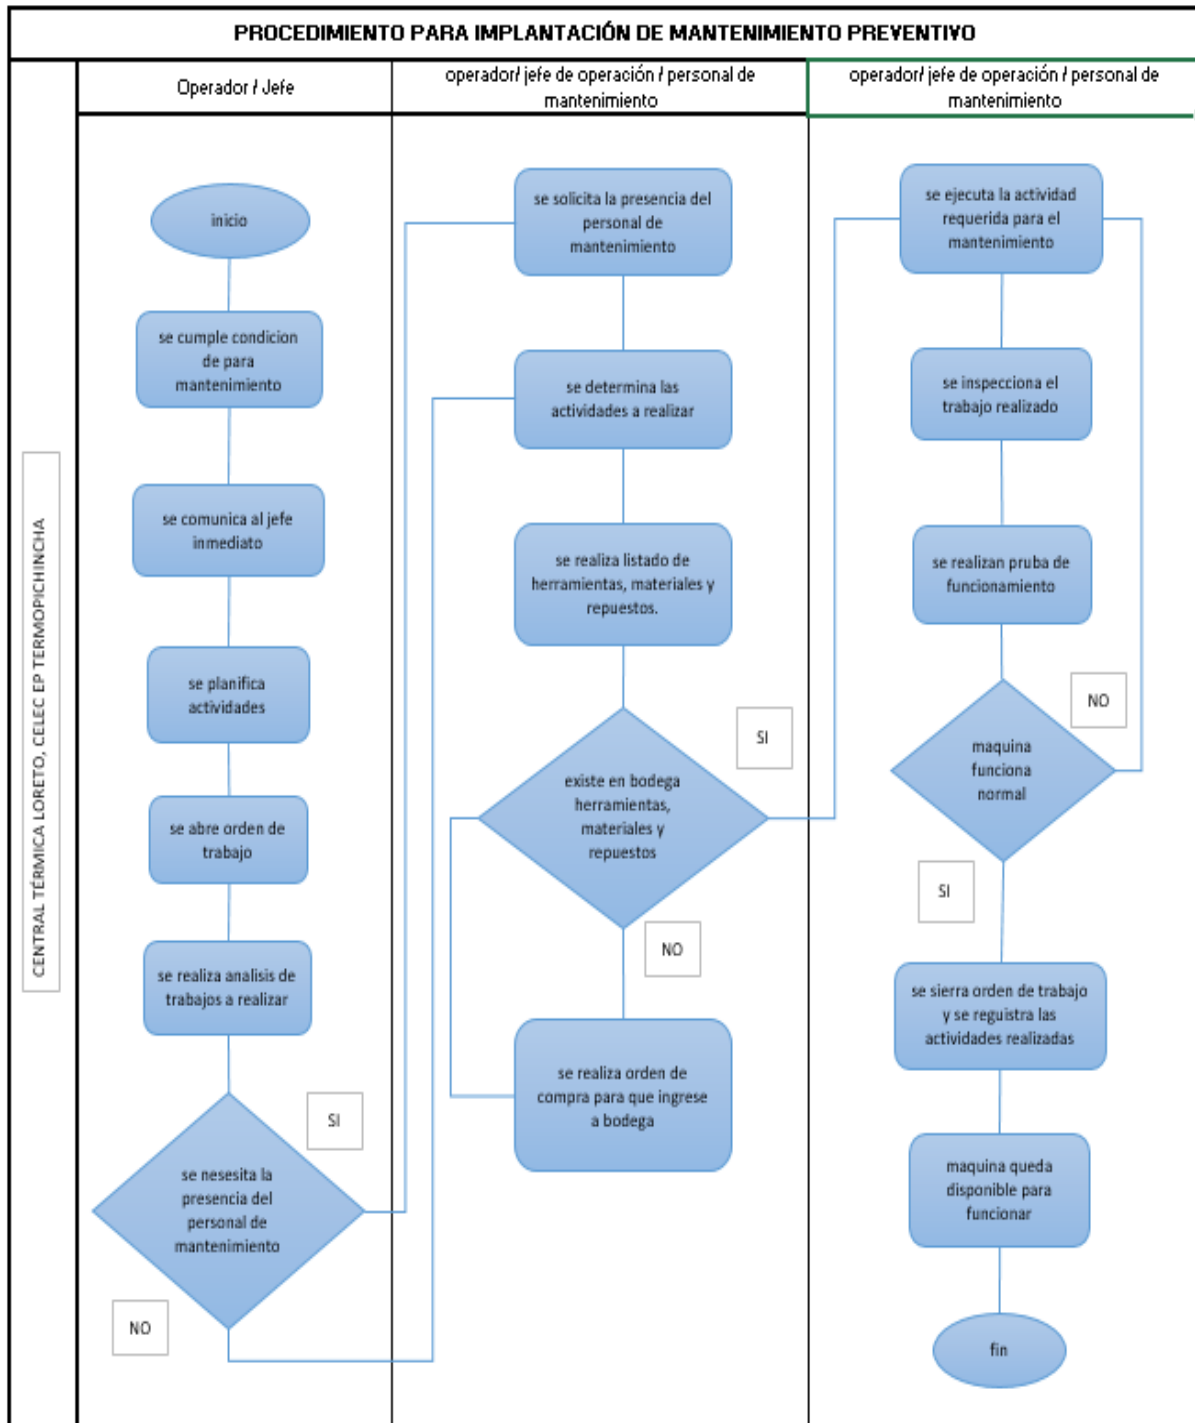 PROCEDIMIENTO PARA IMPLANTACIÓN DE MANTENIMIENTO PREVENTIVO
CENTRAL TÉRMICA LORETO, CELEC EP TERMOPICHINCHA
Operador / Jefe
inicio
se cumple condicion
de para
mantenimiento
se comunica al jefe
inmediato
se planifica
actividades
se abre orden de
trabajo
se realiza analisis de
trabajos a realizar
SI
se nesesita la
presencia del
personal de
mantenimiento
NO
operador/ jefe de operación / personal de
mantenimiento
se solicita la presencia del
personal de
mantenimiento
se determina las
actividades a realizar
se realiza listado de
herramientas, materiales y
repuestos.
SI
existe en bodega
herramientas,
materiales y
repuestos
NO
se realiza orden de
compra para que ingrese
a bodega
operador/ jefe de operación / personal de
mantenimiento
se ejecuta la actividad
requerida para el
mantenimiento
se inspecciona el
trabajo realizado
se realizan pruba de
funcionamiento
NO
maquina
funciona
normal
SI
se sierra orden de trabajo
y se reguistra las
actividades realizadas
maquina queda
disponible para
funcionar
fin